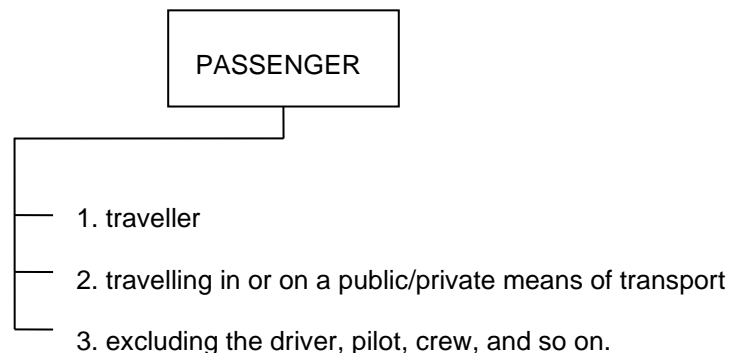 PASSENGER
1. traveller
2. travelling in or on a public/private means of transport
3. excluding the driver, pilot, crew, and so on.